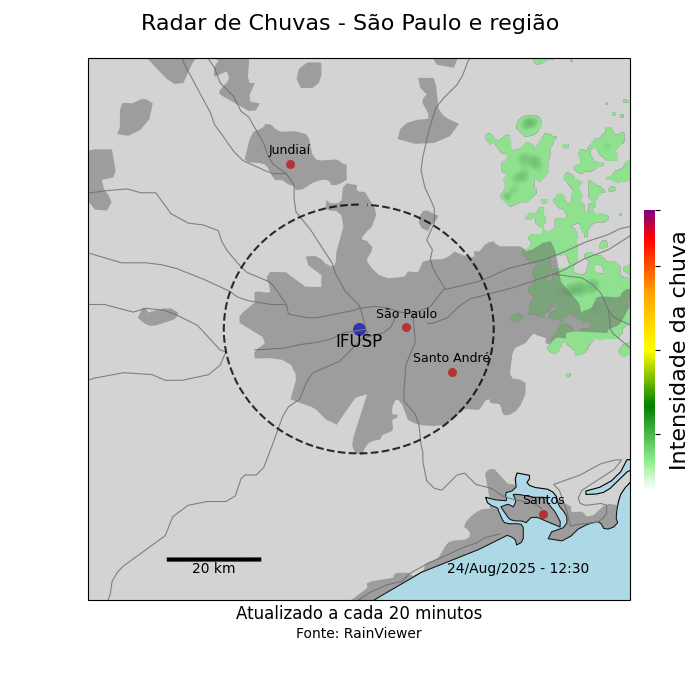 Radar de Chuvas - São Paulo e região
Jundiaí
São Paulo
IFUSP
Santo André
Santos
20 km
24/Aug/2025 - 12:30
Intensidade da chuva
Atualizado a cada 20 minutos
Fonte: RainViewer